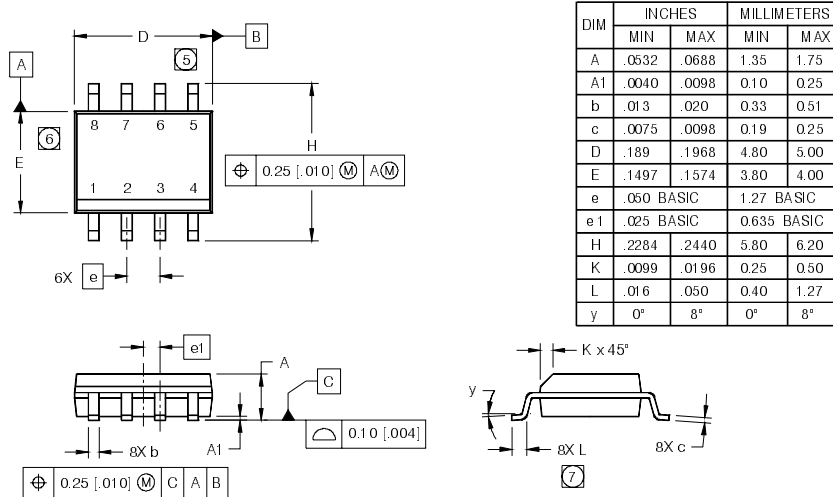 D
B
5
A
8 7 6 5
6
E
H
⌖ 0.25 [.010] Ⓜ AⓂ
1 2 3 4
6X e
e1
A
C
⌓ 0.10 [.004]
8X b
A1
⌖ 0.25 [.010] Ⓜ C A B
K x 45°
y
8X L
8X c
7
DIM INCHES MILLIMETERS
MIN MAX MIN MAX
A .0532 .0688 1.35 1.75
A1 .0040 .0098 0.10 0.25
b .013 .020 0.33 0.51
c .0075 .0098 0.19 0.25
D .189 .1968 4.80 5.00
E .1497 .1574 3.80 4.00
e .050 BASIC 1.27 BASIC
e1 .025 BASIC 0.635 BASIC
H .2284 .2440 5.80 6.20
K .0099 .0196 0.25 0.50
L .016 .050 0.40 1.27
y 0° 8° 0° 8°